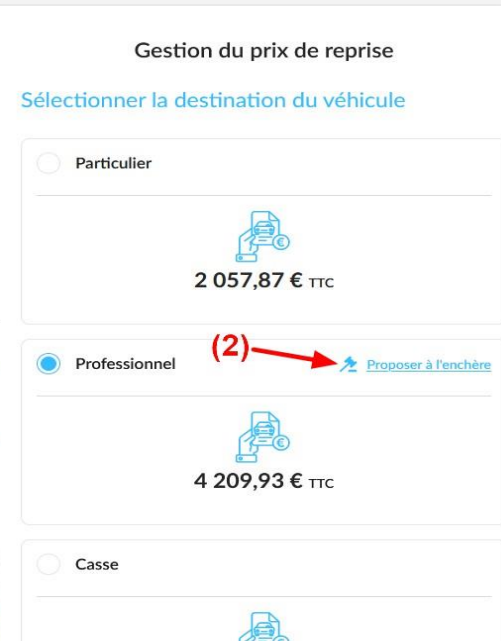 Gestion du prix de reprise
Sélectionner la destination du véhicule
Particulier
2 057,87 € TTC
Professionnel
(2)
Proposer à l'enchère
4 209,93 € TTC
Casse